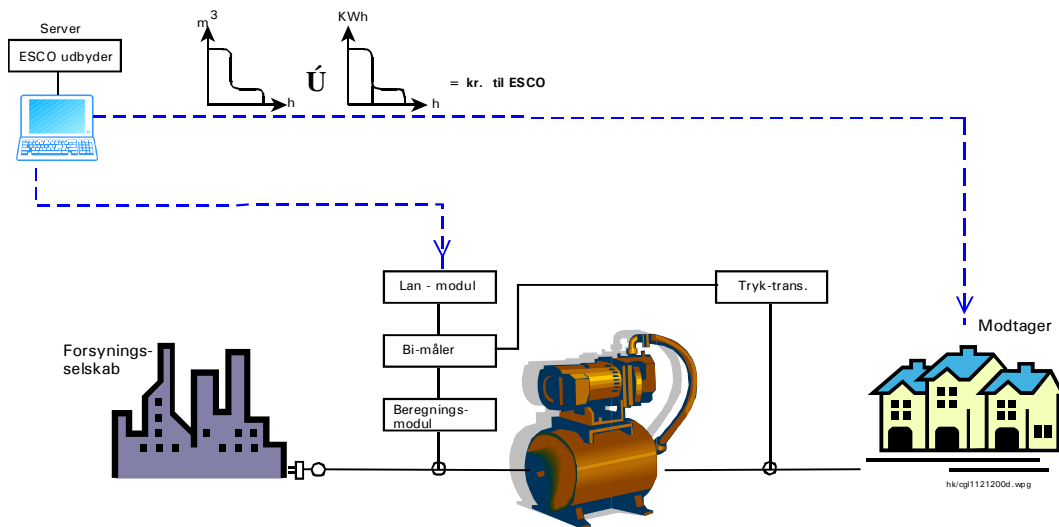 Server
ESCO udbyder
m³
h
Ú
KWh
h
= kr. til ESCO
Lan - modul
Tryk-trans.
Bi-måler
Beregnings-
modul
Forsynings-
selskab
Modtager
hk/cgl1121200d.wpg